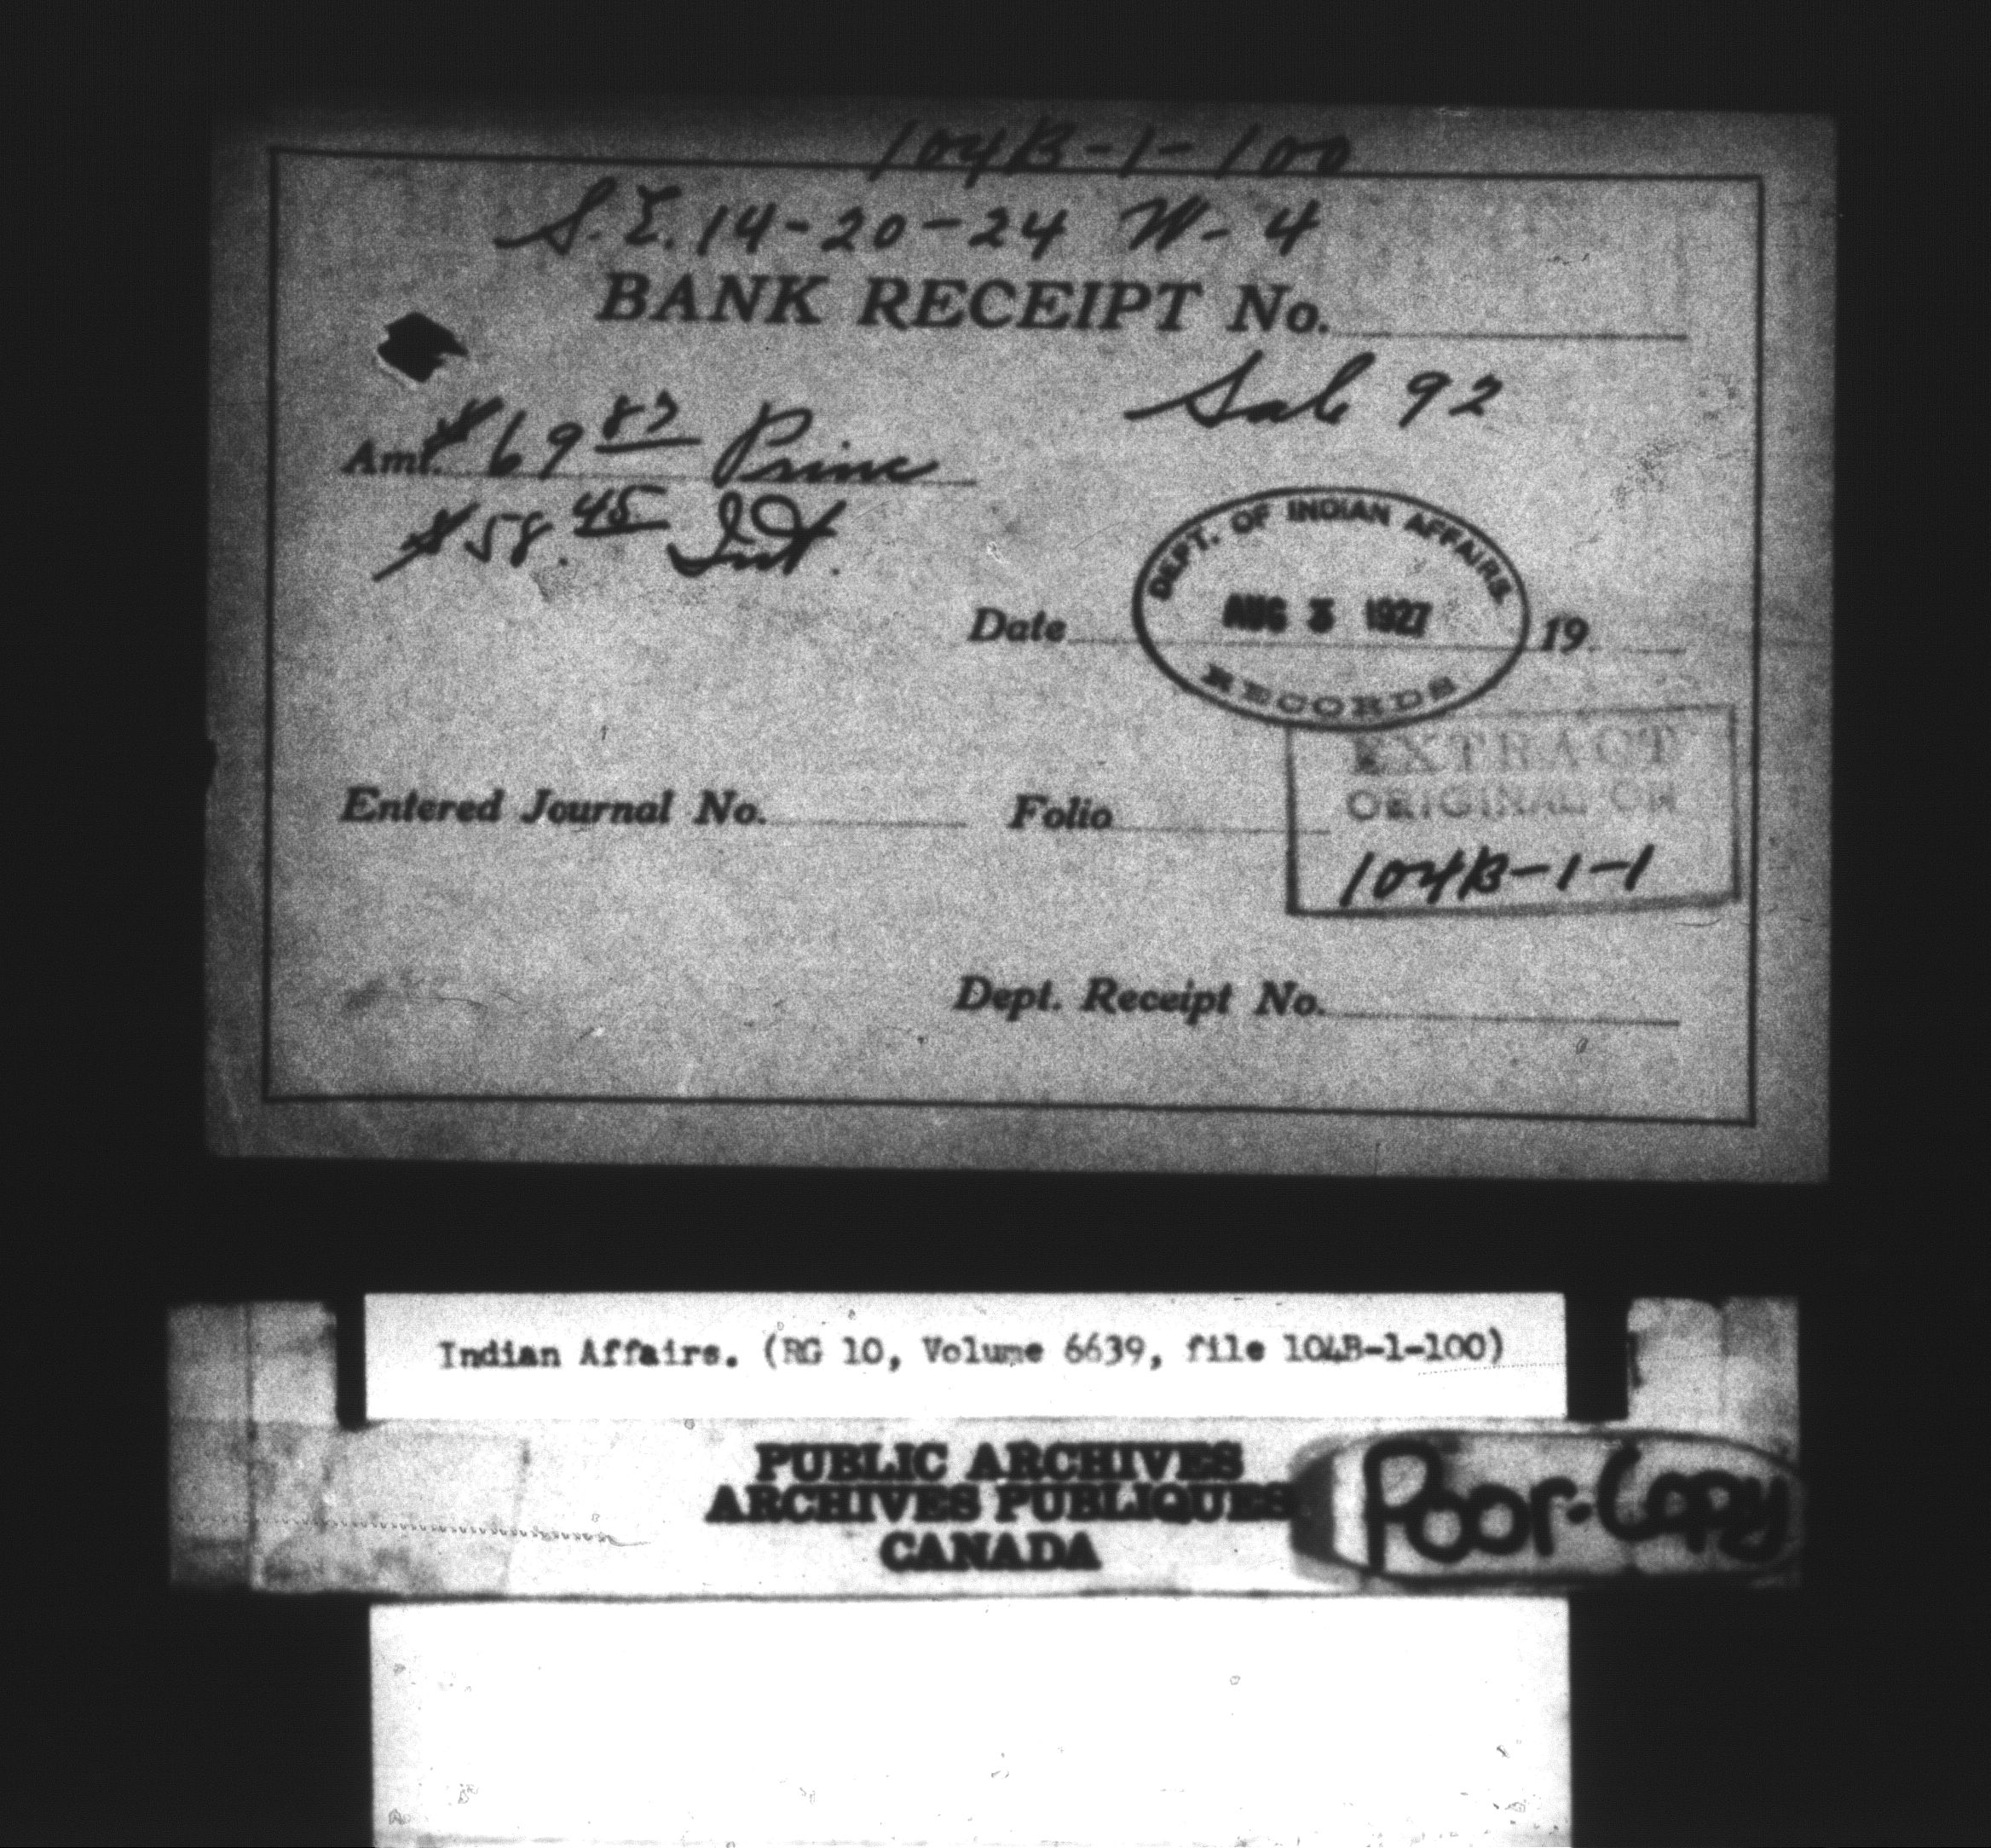 104B-1-100
S.E. 14-20-24 W-4
BANK RECEIPT No.
Sale 92
Amt. $69 87 Princ
$58.45 Int.
DEPT. OF INDIAN AFFAIRS.
Date AUG 3 1927 19
RECORDS
EXTRACT
ORIGINAL ON
Entered Journal No. Folio
104B-1-1
Dept. Receipt No.
Indian Affairs. (RG 10, Volume 6639, file 104B-1-100)
PUBLIC ARCHIVES
ARCHIVES PUBLIQUES
CANADA
Poor-Copy